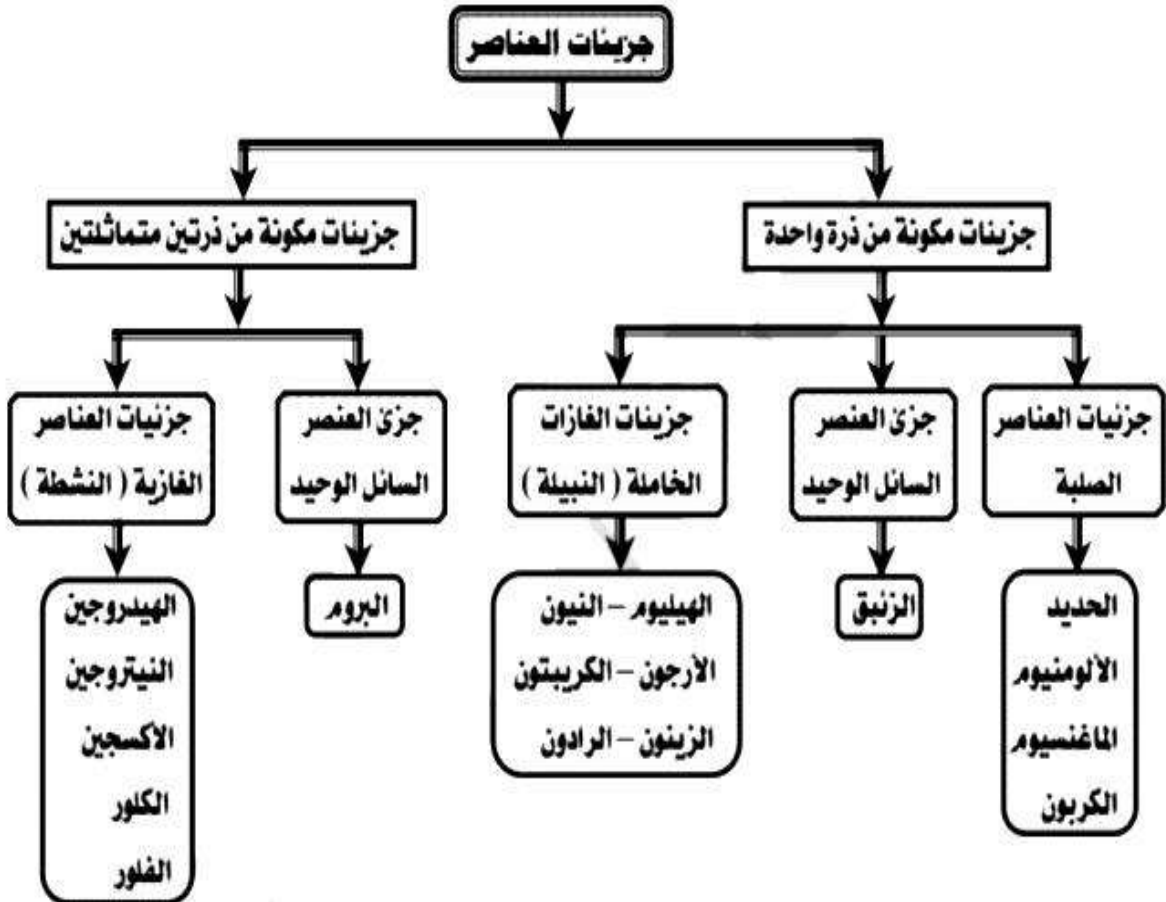 جزيئات العناصر
جزيئات مكونة من ذرة واحدة
جزيئات مكونة من ذرتين متماثلتين
جزئيات العناصر
الصلبة
جزئ العنصر
السائل الوحيد
جزيئات الغازات
الخاملة ( النبيلة )
جزئ العنصر
السائل الوحيد
جزئيات العناصر
الغازية ( النشطة )
الحديد
الألومنيوم
الماغنسيوم
الكربون
الزئبق
الهيليوم – النيون
الأرجون – الكريبتون
الزينون – الرادون
البروم
الهيدروجين
النيتروجين
الأكسجين
الكلور
الفلور